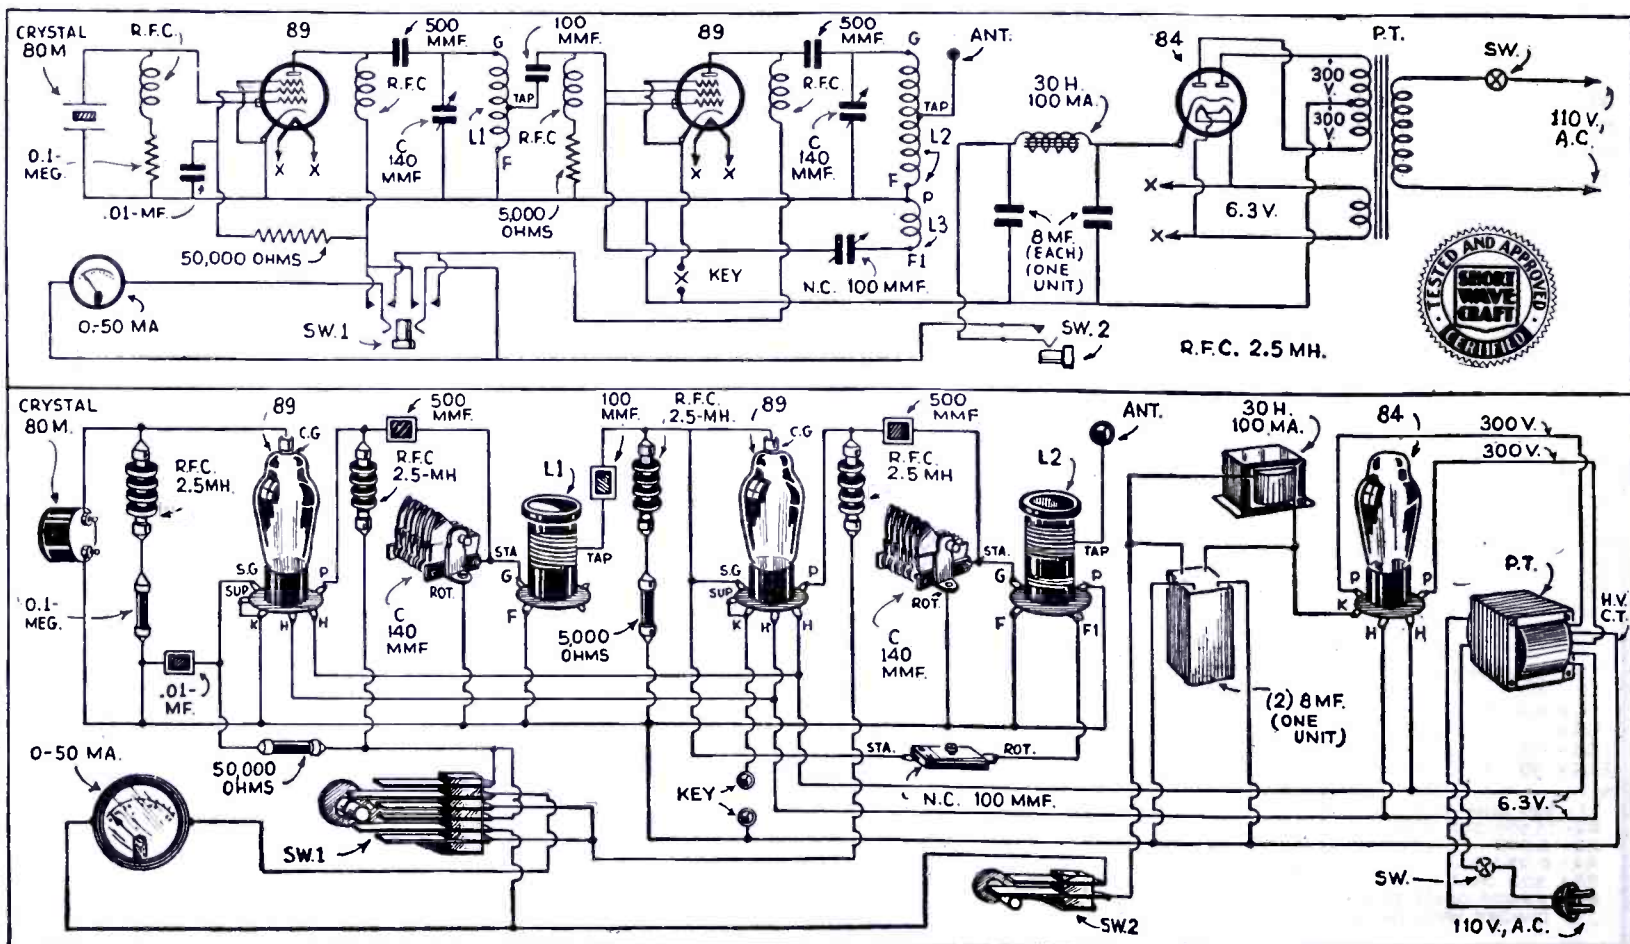 CRYSTAL
80 M
R.F.C.
89
500
MMF.
100
MMF.
89
500
MMF.
G
ANT.
84
P.T.
SW.
G
R.F.C
TAP
L1
R.F.C
F
C
140
MMF
R.F.C
C
140
MMF
TAP
L2
F
P
L3
F1
30 H.
100 MA.
300
V.
300
V.
110 V.,
A.C.
0.1-
MEG.
.01-MF.
X
X
5,000
OHMS
X
X
X
6.3 V.
X
8 MF.
(EACH)
(ONE
UNIT)
50,000 OHMS
X
KEY
N.C. 100 MMF.
0-50 MA
SW.1
SW.2
R.F.C. 2.5 MH.
TESTED AND APPROVED
SHORT
WAVE
CRAFT
CERTIFIED
CRYSTAL
80 M.
89
C.G
500
MMF.
100
MMF.
R.F.C.
2.5-MH.
89
C.G
500
MMF
ANT.
30 H.
100 MA.
84
300 V.
300 V.
R.F.C.
2.5 MH.
R.F.C
2.5-MH
L1
R.F.C.
2.5 MH
L2
STA.
TAP
STA.
TAP
S.G
SUP
P
K
H
H
C
140
MMF
ROT.
G
F
S.G
SUP
P
K
H
H
C
140
MMF.
ROT.
G
P
F
F1
P
P
K
H
H
P.T.
H.V.
C.T.
0.1-
MEG.
.01-
MF.
5,000
OHMS
(2) 8 MF.
(ONE
UNIT)
0-50 MA.
50,000
OHMS
STA.
ROT.
KEY
N.C. 100 MMF.
6.3 V.
SW.1
SW.2
SW.
110 V., A.C.